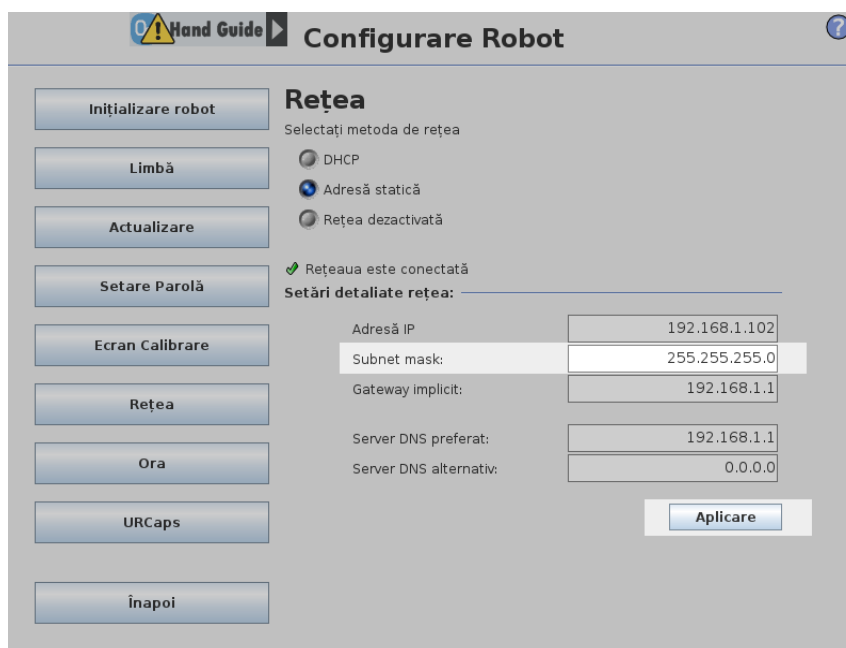 Hand Guide
Configurare Robot
?
Inițializare robot
Limbă
Actualizare
Setare Parolă
Ecran Calibrare
Rețea
Ora
URCaps
Înapoi
Rețea
Selectați metoda de rețea
DHCP
Adresă statică
Rețea dezactivată
Rețeaua este conectată
Setări detaliate rețea:
Adresă IP 192.168.1.102
Subnet mask: 255.255.255.0
Gateway implicit: 192.168.1.1
Server DNS preferat: 192.168.1.1
Server DNS alternativ: 0.0.0.0
Aplicare